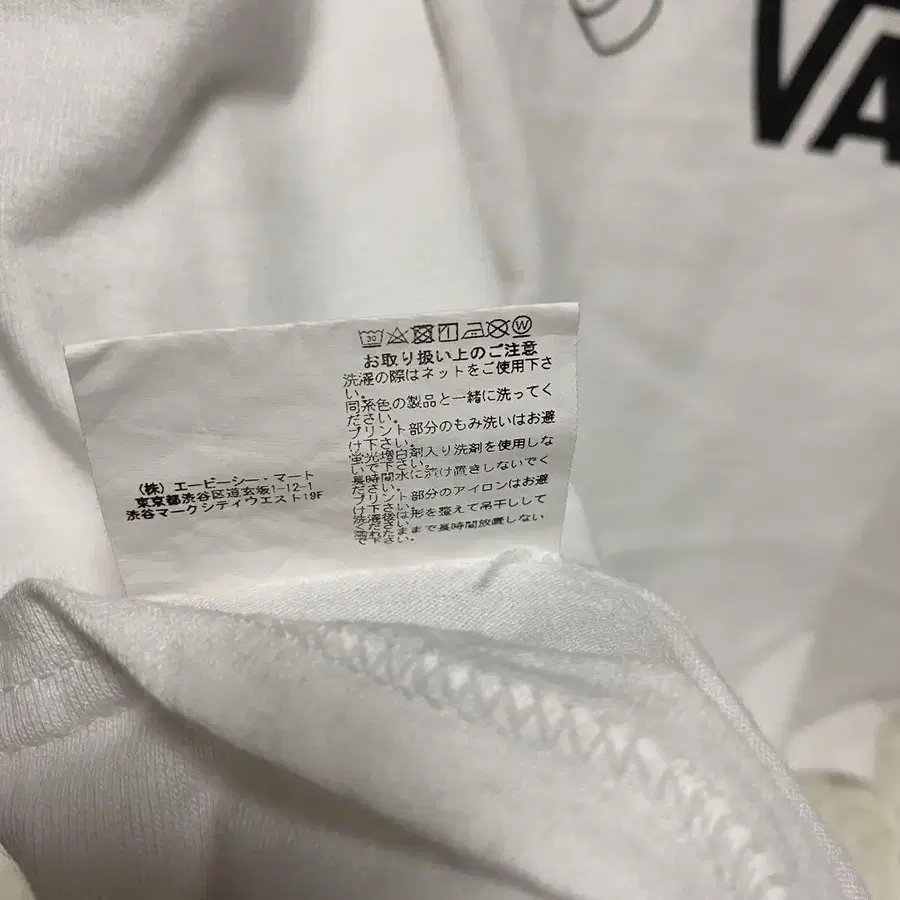 VA
30
W
お取り扱い上のご注意
洗濯の際はネットをご使用下さ
い。
同系色の製品と一緒に洗ってく
ださい。
プリント部分のもみ洗いはお避
け下さい。
蛍光増白剤入り洗剤を使用しな
いで下さい。
長時間水に漬け置きしないでく
ださい。
プリント部分のアイロンはお避
け下さい。
洗濯後は形を整えて吊干しして
ください。
濡れたままで長時間放置しない
で下さい。
(株) エービーシー・マート
東京都渋谷区道玄坂1-12-1
渋谷マークシティウエスト19F